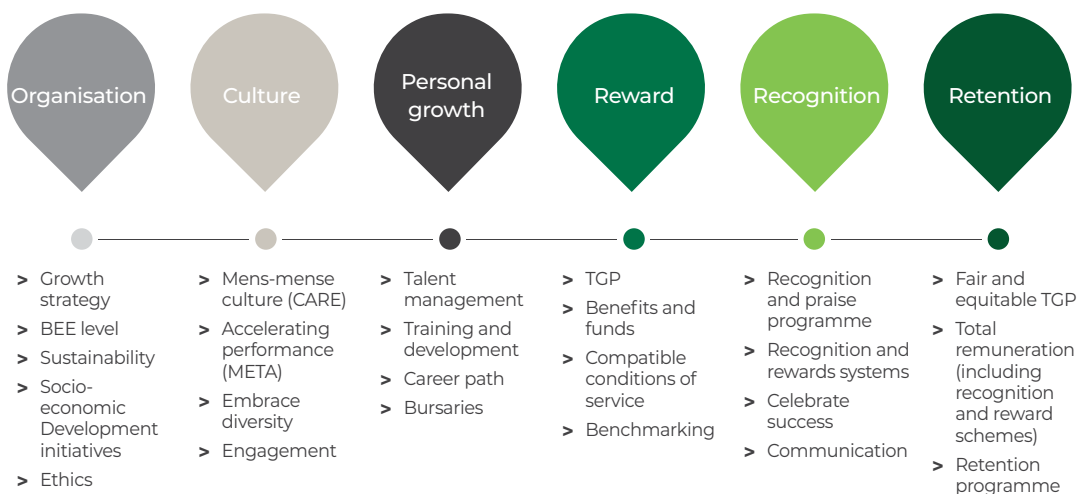 Organisation
Culture
Personal
growth
Reward
Recognition
Retention
> Growth
strategy
> BEE level
> Sustainability
> Socio-
economic
Development
initiatives
> Ethics
> Mens-mense
culture (CARE)
> Accelerating
performance
(META)
> Embrace
diversity
> Engagement
> Talent
management
> Training and
development
> Career path
> Bursaries
> TGP
> Benefits and
funds
> Compatible
conditions of
service
> Benchmarking
> Recognition
and praise
programme
> Recognition and
rewards systems
> Celebrate
success
> Communication
> Fair and
equitable TGP
> Total
remuneration
(including
recognition
and reward
schemes)
> Retention
programme